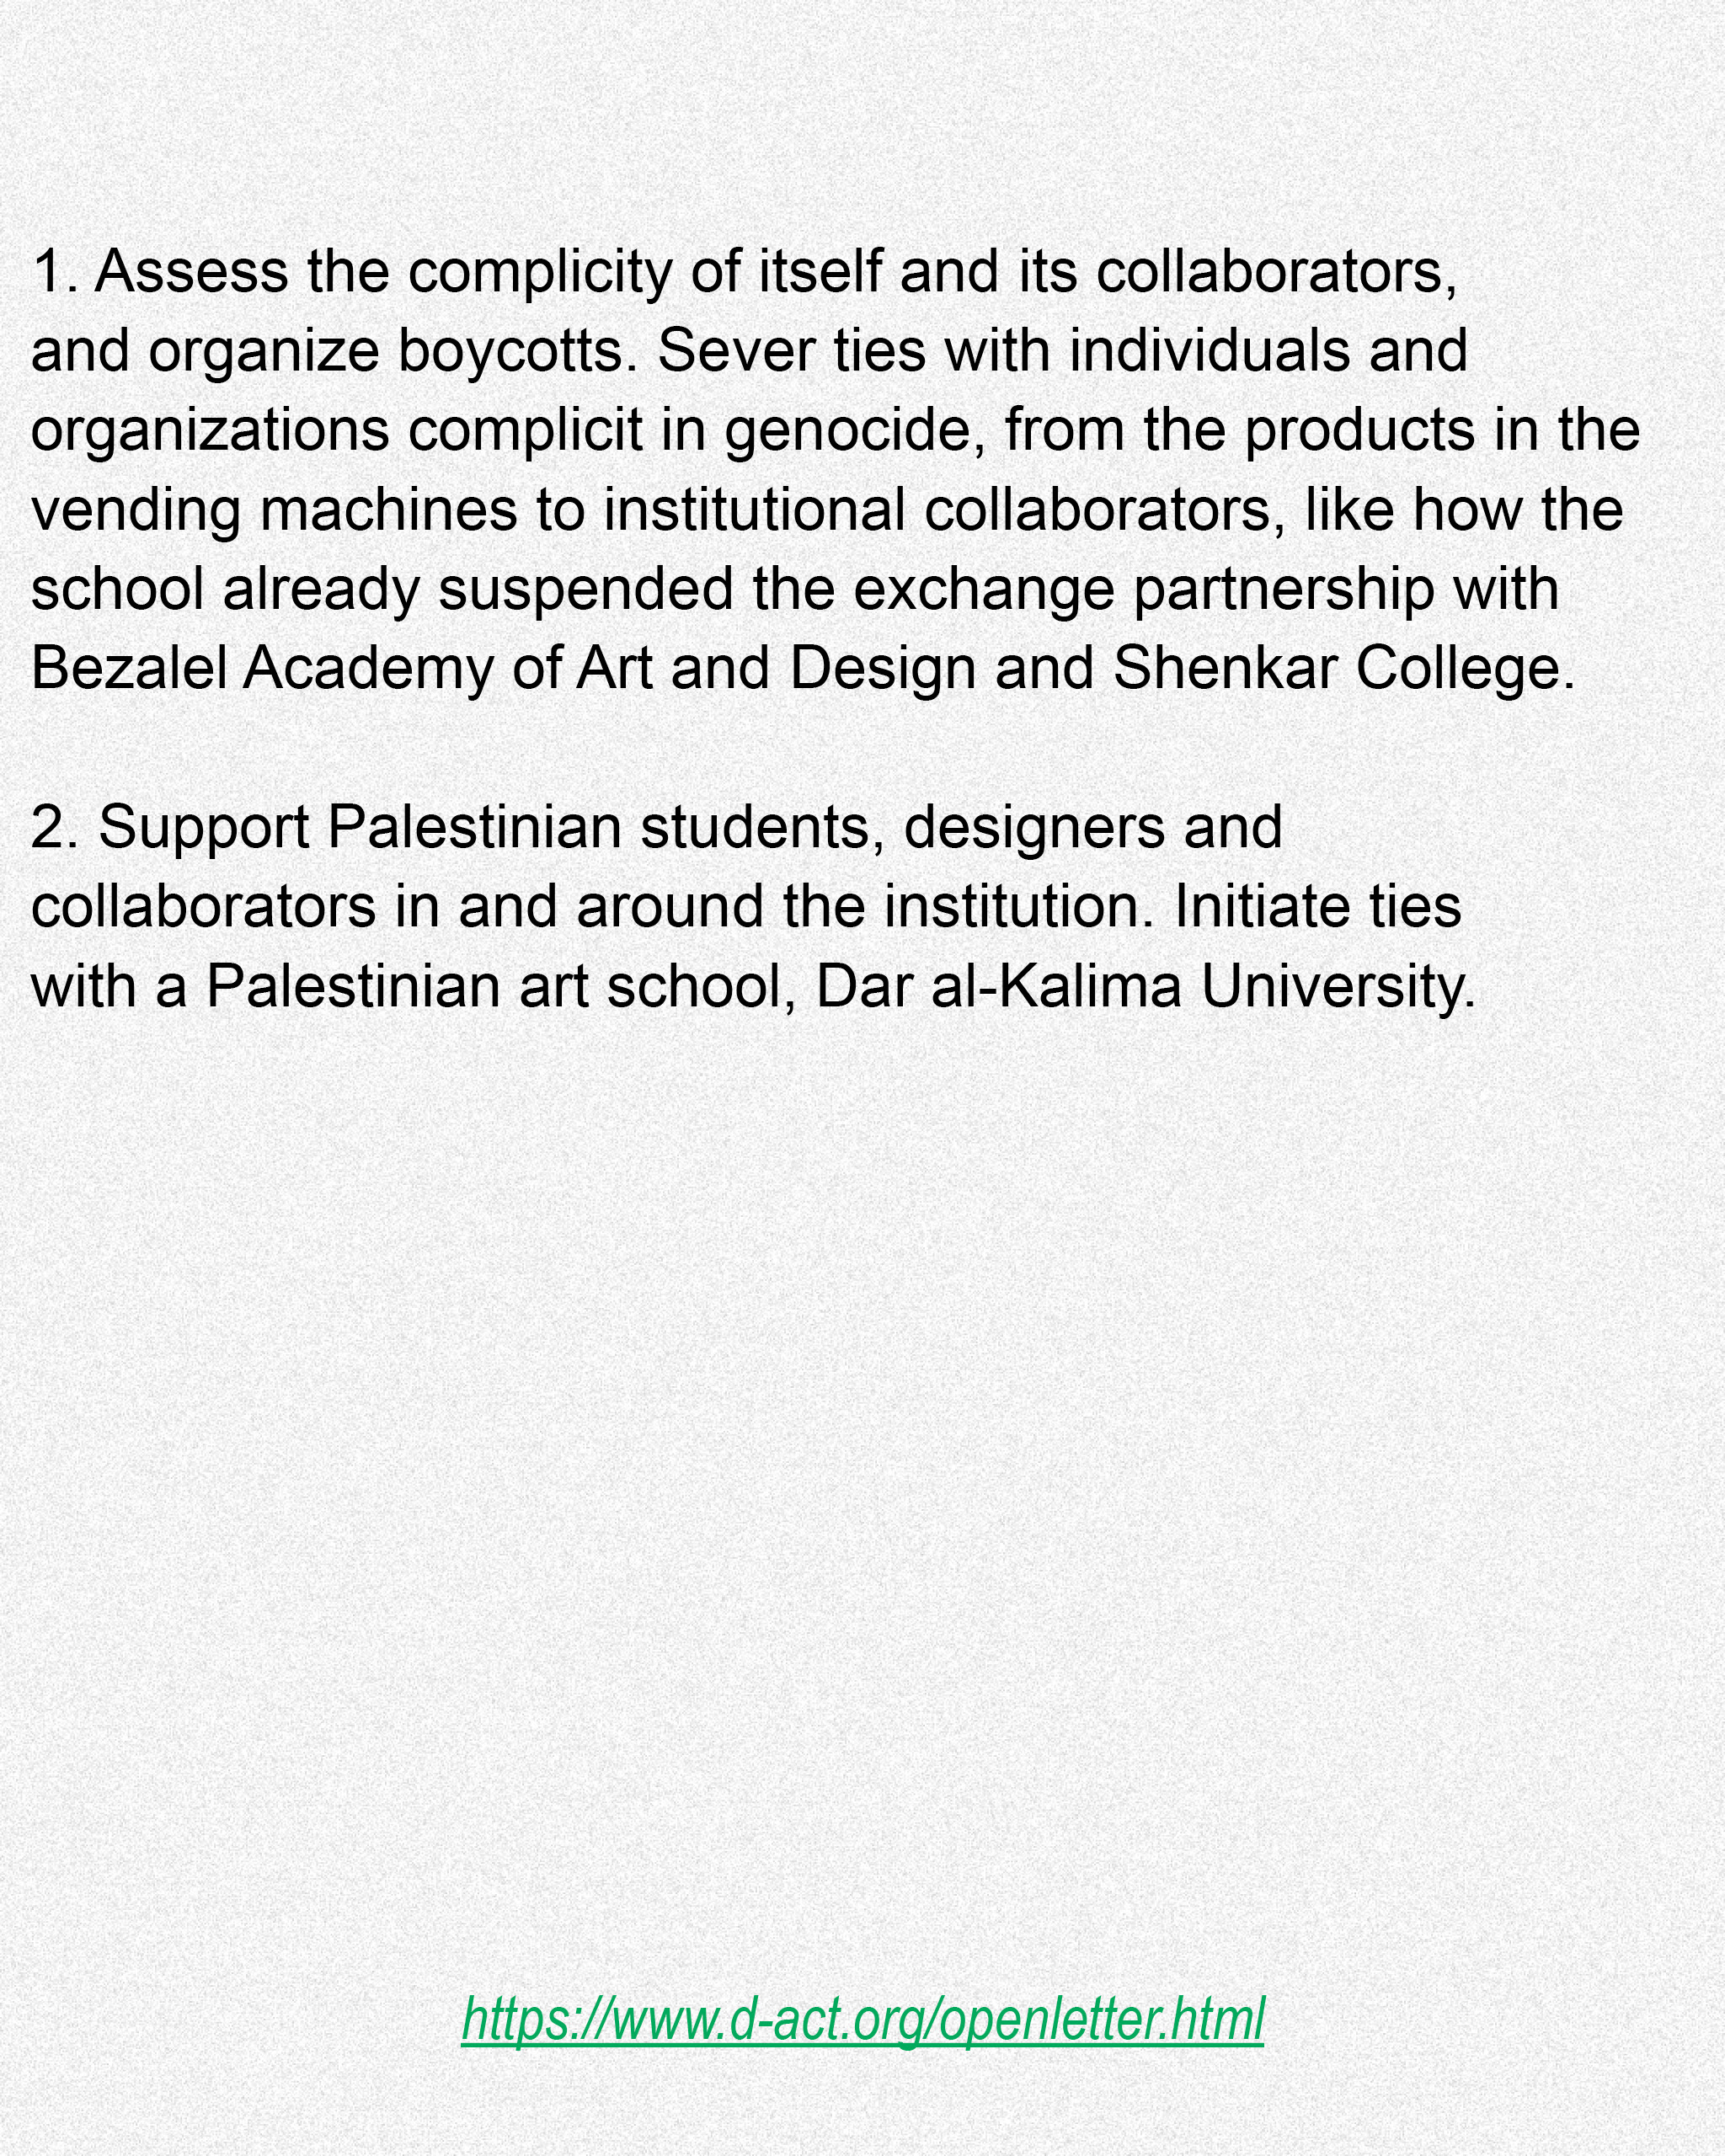 1. Assess the complicity of itself and its collaborators,
and organize boycotts. Sever ties with individuals and
organizations complicit in genocide, from the products in the
vending machines to institutional collaborators, like how the
school already suspended the exchange partnership with
Bezalel Academy of Art and Design and Shenkar College.
2. Support Palestinian students, designers and
collaborators in and around the institution. Initiate ties
with a Palestinian art school, Dar al-Kalima University.
https://www.d-act.org/openletter.html